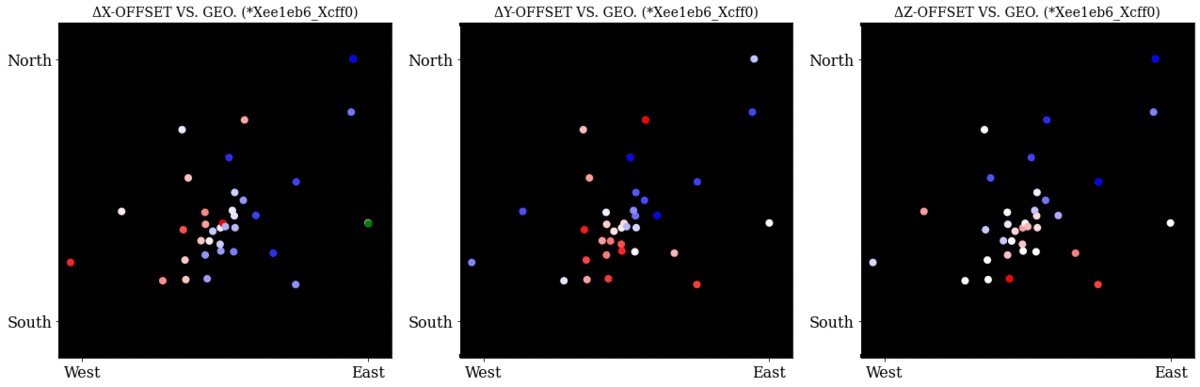 ΔX-OFFSET VS. GEO. (*Xee1eb6_Xcff0)
North
South
West East
ΔY-OFFSET VS. GEO. (*Xee1eb6_Xcff0)
North
South
West East
ΔZ-OFFSET VS. GEO. (*Xee1eb6_Xcff0)
North
South
West East